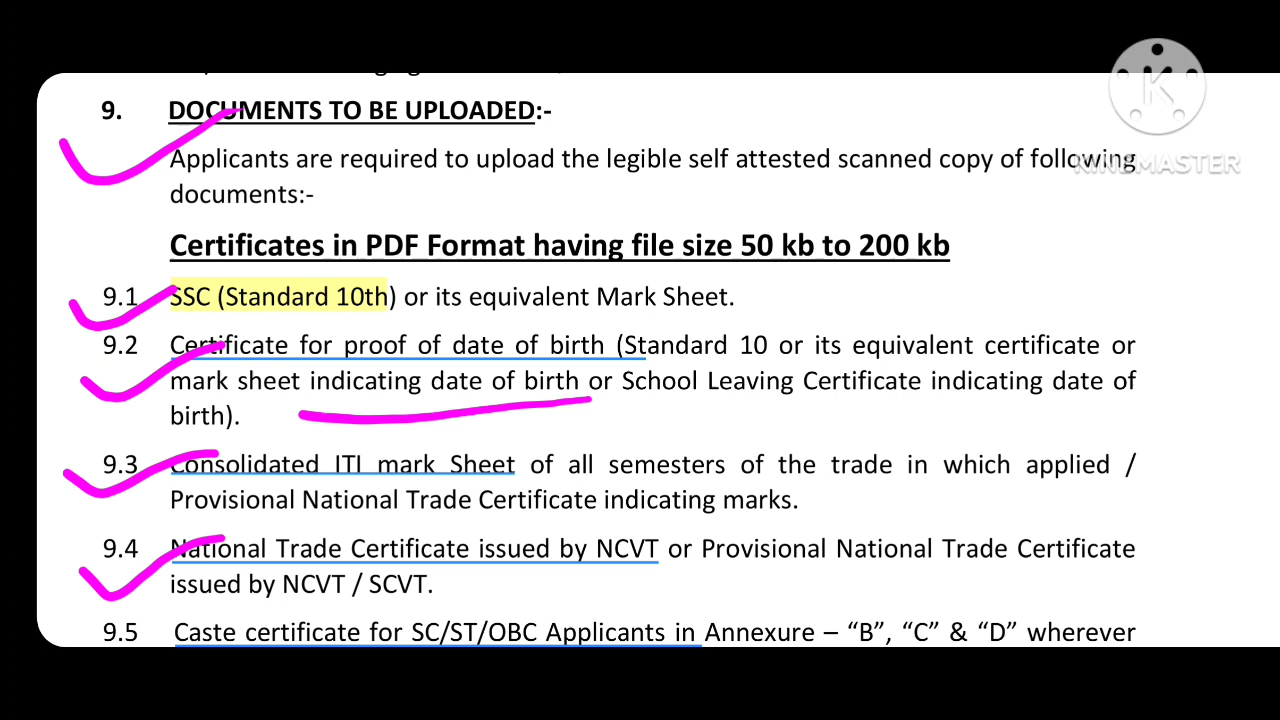 9. DOCUMENTS TO BE UPLOADED:-
Applicants are required to upload the legible self attested scanned copy of following
documents:-
Certificates in PDF Format having file size 50 kb to 200 kb
9.1 SSC (Standard 10th) or its equivalent Mark Sheet.
9.2 Certificate for proof of date of birth (Standard 10 or its equivalent certificate or
mark sheet indicating date of birth or School Leaving Certificate indicating date of
birth).
9.3 Consolidated ITI mark Sheet of all semesters of the trade in which applied /
Provisional National Trade Certificate indicating marks.
9.4 National Trade Certificate issued by NCVT or Provisional National Trade Certificate
issued by NCVT / SCVT.
9.5 Caste certificate for SC/ST/OBC Applicants in Annexure – “B”, “C” & “D” wherever
K
KINEMASTER